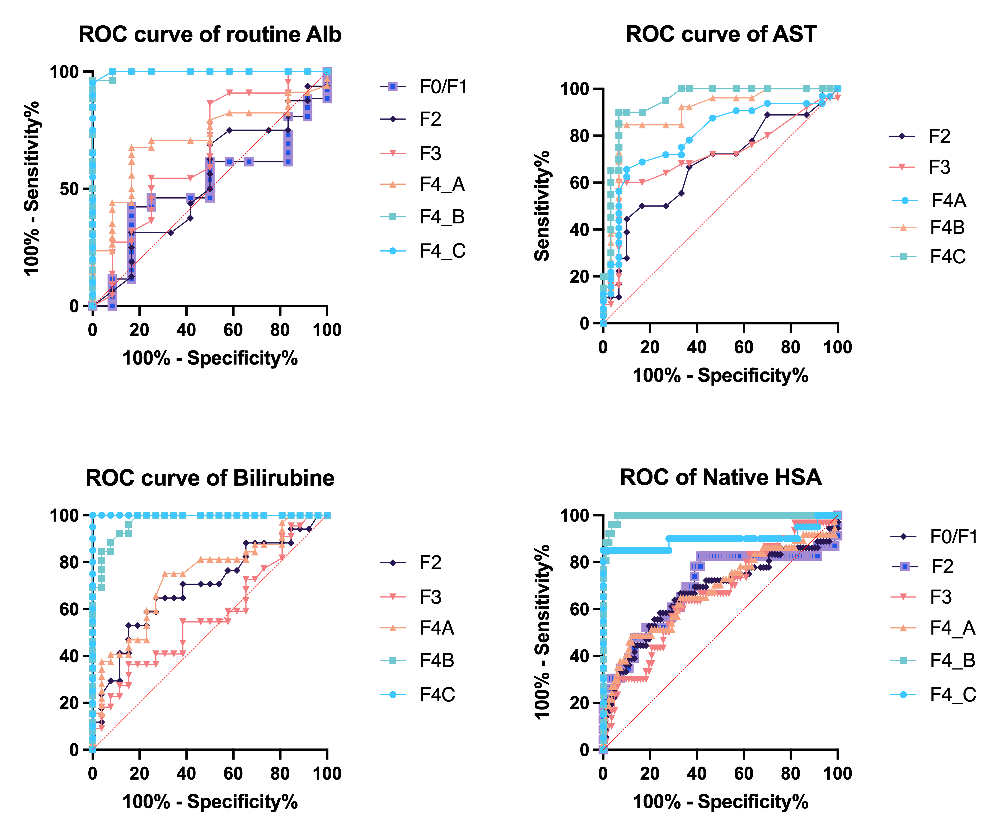 ROC curve of routine Alb
100% - Sensitivity%
100
50
0
0 20 40 60 80 100
100% - Specificity%
F0/F1
F2
F3
F4_A
F4_B
F4_C
ROC curve of AST
Sensitivity%
100
80
60
40
20
0
0 20 40 60 80 100
100% - Specificity%
F2
F3
F4A
F4B
F4C
ROC curve of Bilirubine
100
80
60
40
20
0
0 20 40 60 80 100
100% - Specificity%
F2
F3
F4A
F4B
F4C
ROC of Native HSA
100% - Sensitivity%
100
80
60
40
20
0
0 20 40 60 80 100
100% - Specificity%
F0/F1
F2
F3
F4_A
F4_B
F4_C